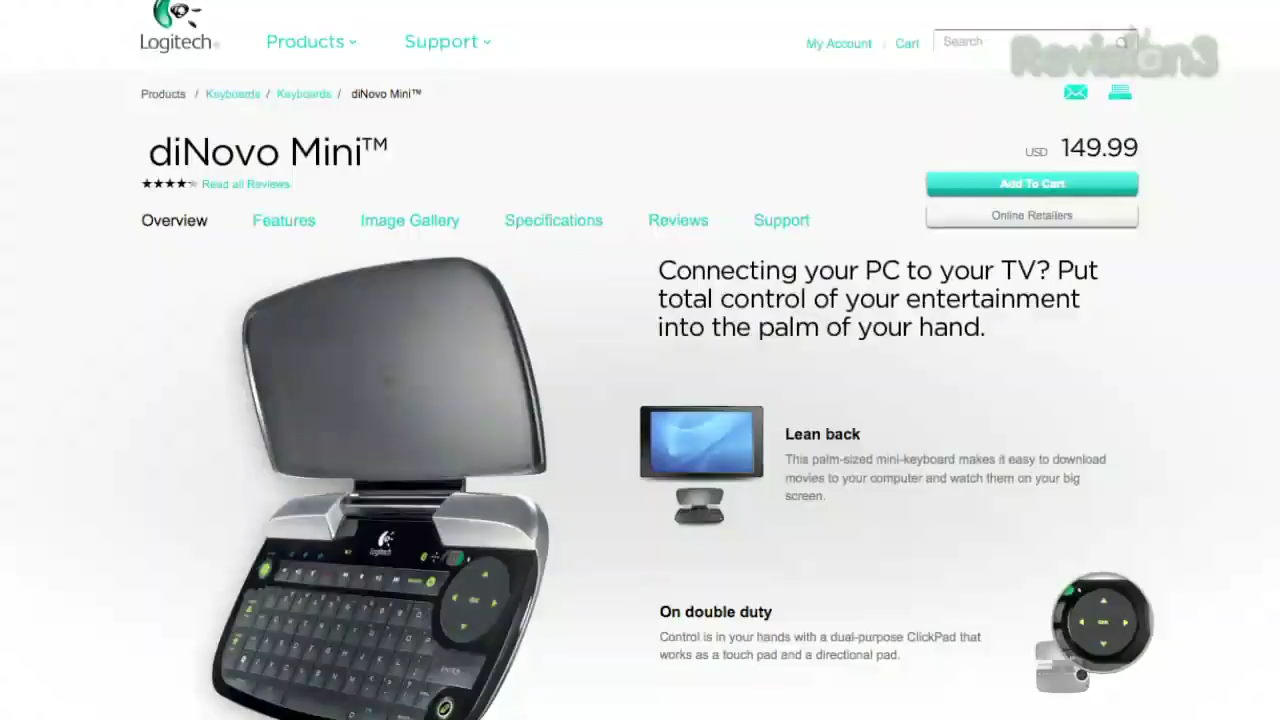 Logitech
Products
Support
My Account
Cart
Search
Revision3
Products / Keyboards / Keyboards / diNovo Mini™
diNovo Mini™
USD 149.99
Read all Reviews
Add To Cart
Overview
Features
Image Gallery
Specifications
Reviews
Support
Online Retailers
Connecting your PC to your TV? Put
total control of your entertainment
into the palm of your hand.
Lean back
This palm-sized mini-keyboard makes it easy to download
movies to your computer and watch them on your big
screen.
Logitech
On double duty
Control is in your hands with a dual-purpose ClickPad that
works as a touch pad and a directional pad.